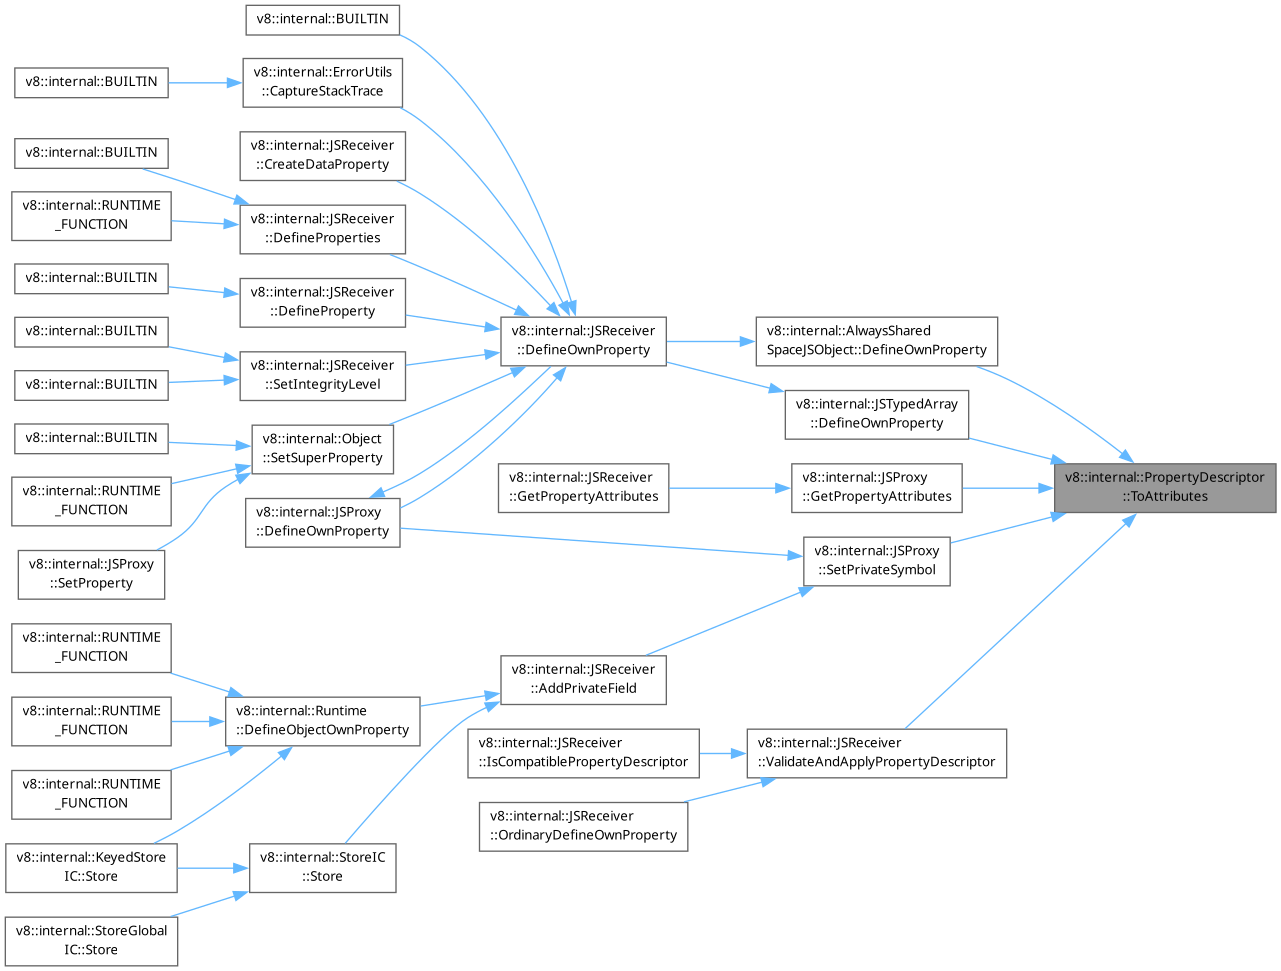 v8::internal::BUILTIN
v8::internal::ErrorUtils
::CaptureStackTrace
v8::internal::BUILTIN
v8::internal::JSReceiver
::CreateDataProperty
v8::internal::BUILTIN
v8::internal::RUNTIME
_FUNCTION
v8::internal::JSReceiver
::DefineProperties
v8::internal::BUILTIN
v8::internal::JSReceiver
::DefineProperty
v8::internal::BUILTIN
v8::internal::BUILTIN
v8::internal::JSReceiver
::SetIntegrityLevel
v8::internal::JSReceiver
::DefineOwnProperty
v8::internal::AlwaysShared
SpaceJSObject::DefineOwnProperty
v8::internal::JSTypedArray
::DefineOwnProperty
v8::internal::BUILTIN
v8::internal::Object
::SetSuperProperty
v8::internal::RUNTIME
_FUNCTION
v8::internal::JSReceiver
::GetPropertyAttributes
v8::internal::JSProxy
::GetPropertyAttributes
v8::internal::PropertyDescriptor
::ToAttributes
v8::internal::JSProxy
::DefineOwnProperty
v8::internal::JSProxy
::SetProperty
v8::internal::JSProxy
::SetPrivateSymbol
v8::internal::RUNTIME
_FUNCTION
v8::internal::JSReceiver
::AddPrivateField
v8::internal::RUNTIME
_FUNCTION
v8::internal::Runtime
::DefineObjectOwnProperty
v8::internal::JSReceiver
::IsCompatiblePropertyDescriptor
v8::internal::JSReceiver
::ValidateAndApplyPropertyDescriptor
v8::internal::RUNTIME
_FUNCTION
v8::internal::JSReceiver
::OrdinaryDefineOwnProperty
v8::internal::KeyedStore
IC::Store
v8::internal::StoreIC
::Store
v8::internal::StoreGlobal
IC::Store